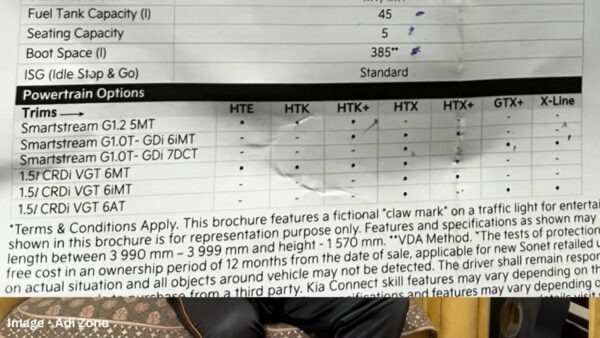 Fuel Tank Capacity (l) 45
Seating Capacity 5
Boot Space (l) 385**
ISG (Idle Stop & Go) Standard
Powertrain Options
Trims → HTE HTK HTK+ HTX HTX+ GTX+ X-Line
Smartstream G1.2 5MT
Smartstream G1.0T- GDi 6iMT
Smartstream G1.0T- GDi 7DCT
1.5l CRDi VGT 6MT
1.5l CRDi VGT 6iMT
1.5l CRDi VGT 6AT
*Terms & Conditions Apply. This brochure features a fictional "claw mark" on a traffic light for entertai
shown in this brochure is for representation purpose only. Features and specifications as shown may
length between 3 990 mm – 3 999 mm and height - 1 570 mm. **VDA Method. ^The tests of protection
free cost in an ownership period of 12 months from the date of sale, applicable for new Sonet retailed u
on actual situation and all objects around vehicle may not be detected. The driver shall remain respor
to purchase from a third party. Kia Connect skill features may vary depending on th
and features may vary depending o
Image - Adi Zone